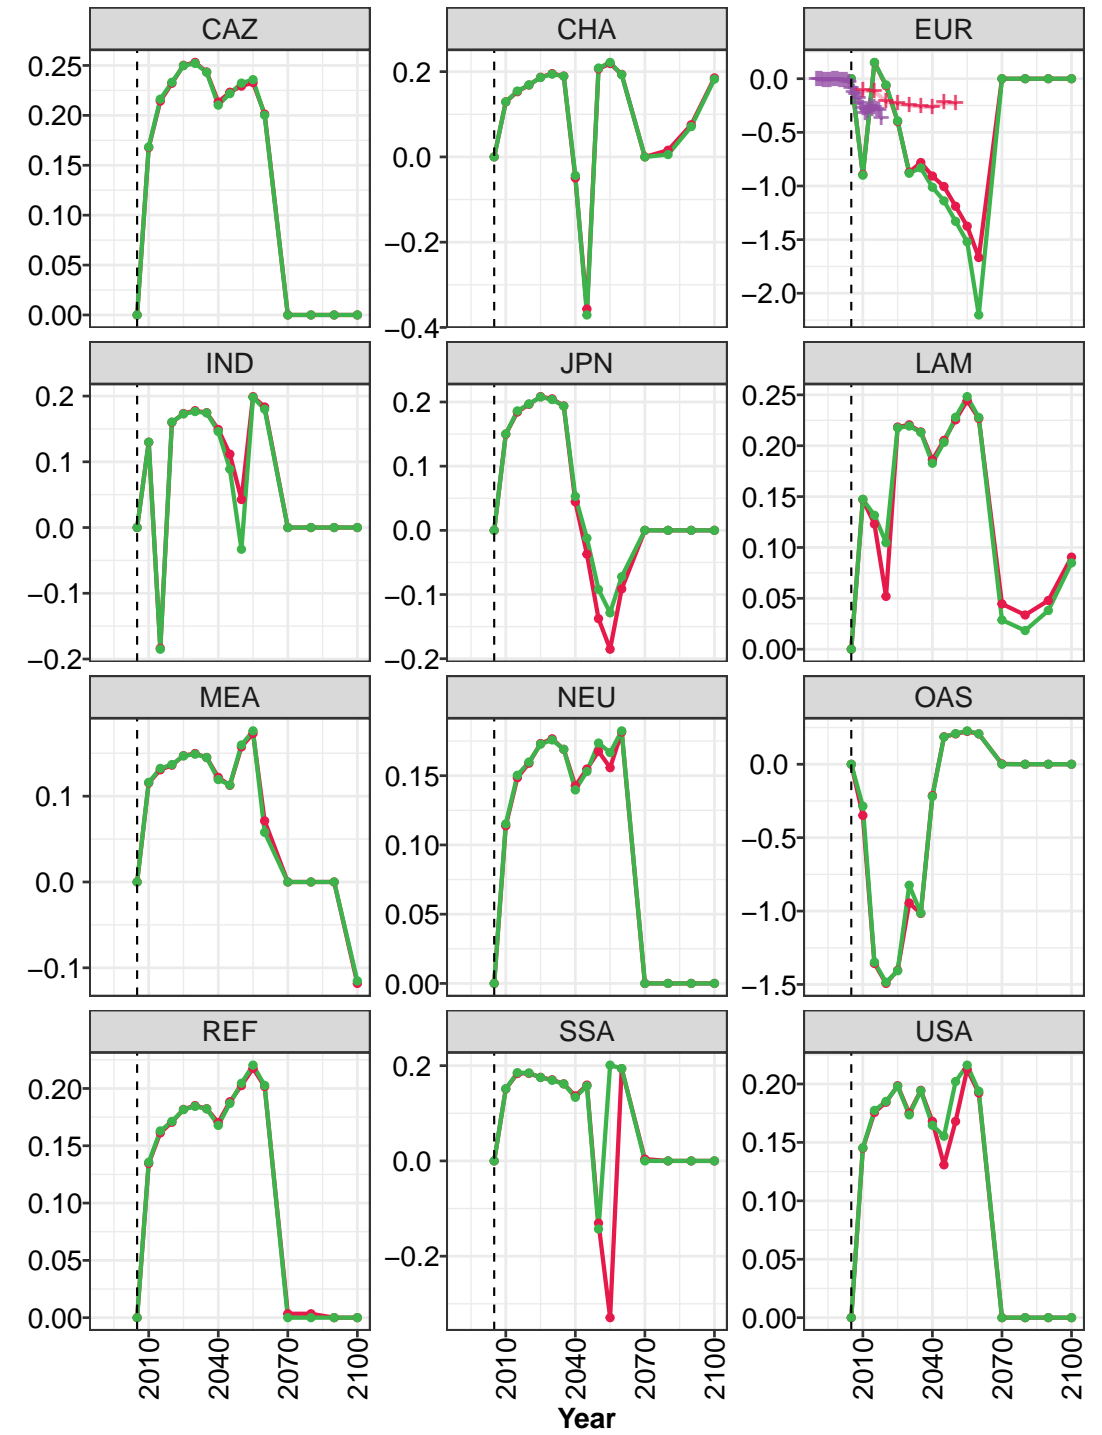 CAZ CHA EUR
0.25 0.2 0.0
0.20 −0.5
0.15 0.0 −1.0
0.10 −0.2 −1.5
0.05 −2.0
0.00 −0.4
IND JPN LAM
0.2 0.2 0.25
0.1 0.1 0.20
0.0 0.0 0.15
−0.1 −0.1 0.10
0.05
−0.2 −0.2 0.00
MEA NEU OAS
0.1 0.15 0.0
0.0 0.10 −0.5
0.05 −1.0
−0.1 0.00 −1.5
REF SSA USA
0.20 0.2 0.20
0.15 0.0 0.15
0.10 0.10
0.05 −0.2 0.05
0.00 0.00
2010 2040 2070 2100 2010 2040 2070 2100 2010 2040 2070 2100
Year